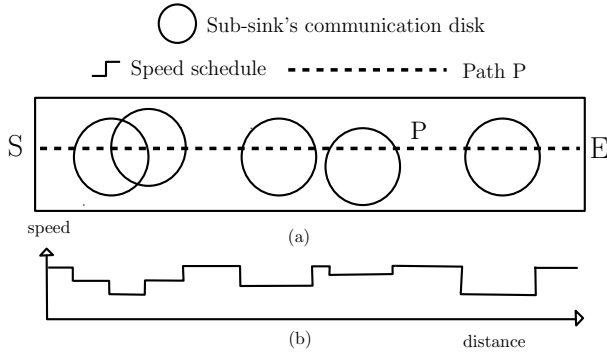 Sub-sink's communication disk
Speed schedule Path P
S P E
speed
(a)
(b) distance